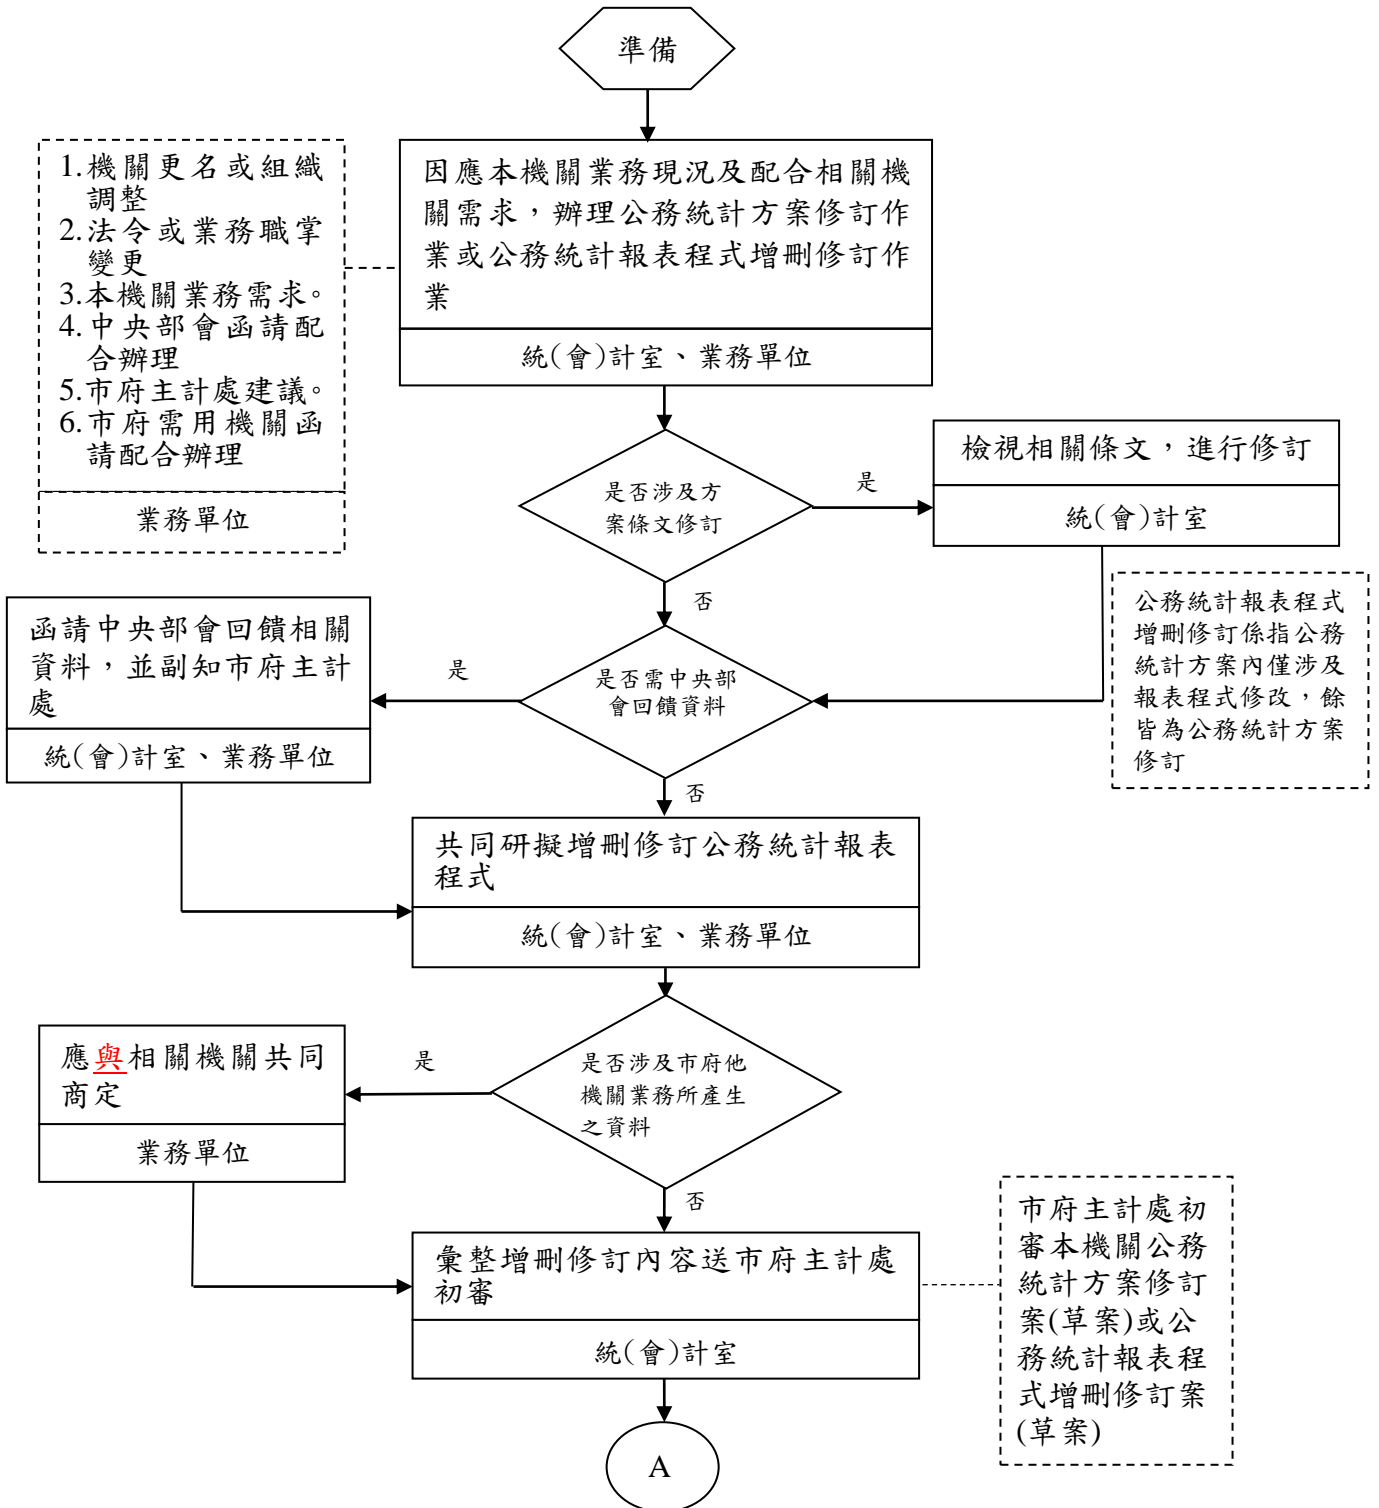 準備
1.機關更名或組織
調整
2.法令或業務職掌
變更
3.本機關業務需求。
4.中央部會函請配
合辦理
5.市府主計處建議。
6.市府需用機關函
請配合辦理
業務單位
因應本機關業務現況及配合相關機
關需求，辦理公務統計方案修訂作
業或公務統計報表程式增刪修訂作
業
統(會)計室、業務單位
是否涉及方
案條文修訂
是
檢視相關條文，進行修訂
統(會)計室
否
公務統計報表程式
增刪修訂係指公務
統計方案內僅涉及
報表程式修改，餘
皆為公務統計方案
修訂
函請中央部會回饋相關
資料，並副知市府主計
處
統(會)計室、業務單位
是
是否需中央部
會回饋資料
否
共同研擬增刪修訂公務統計報表
程式
統(會)計室、業務單位
應與相關機關共同
商定
業務單位
是
是否涉及市府他
機關業務所產生
之資料
否
彙整增刪修訂內容送市府主計處
初審
統(會)計室
市府主計處初
審本機關公務
統計方案修訂
案(草案)或公
務統計報表程
式增刪修訂案
(草案)
A